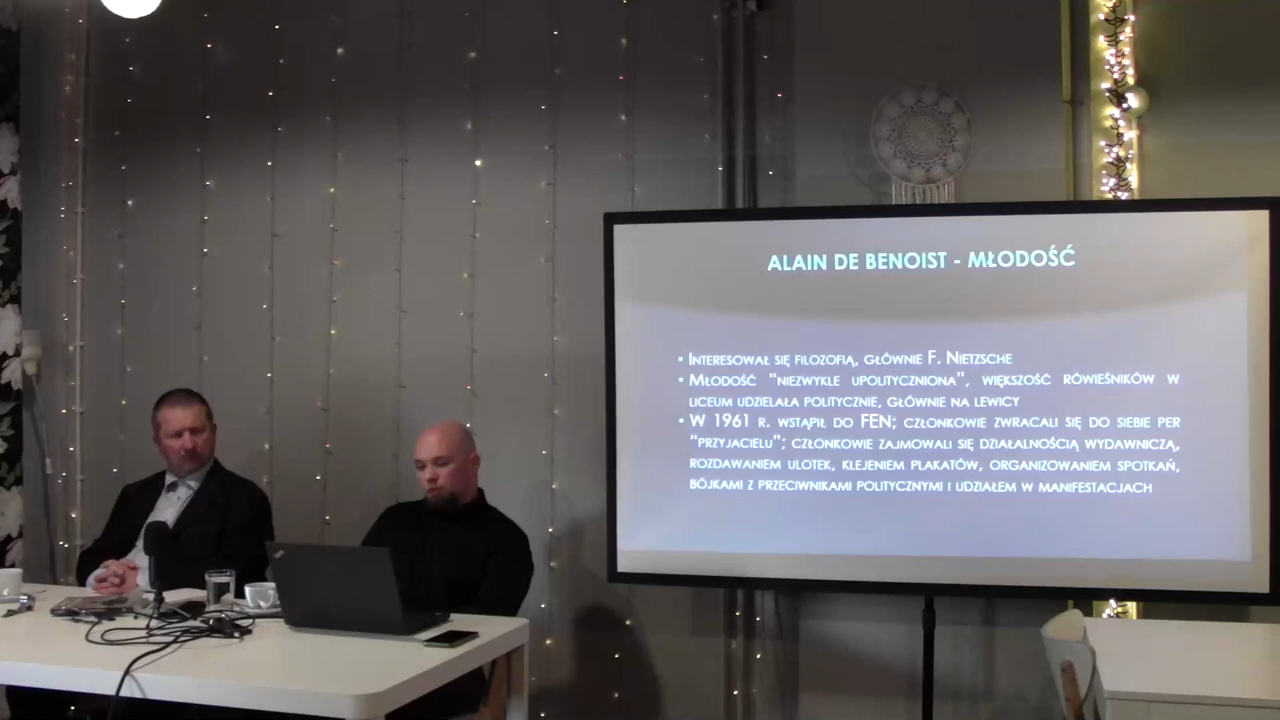 ALAIN DE BENOIST - MŁODOŚĆ
• INTERESOWAŁ SIĘ FILOZOFIĄ, GŁÓWNIE F. NIETZSCHE
• MŁODOŚĆ "NIEZWYKLE UPOLITYCZNIONA", WIĘKSZOŚĆ RÓWIEŚNIKÓW W
LICEUM UDZIELAŁA POLITYCZNIE, GŁÓWNIE NA LEWICY
• W 1961 R. WSTĄPIŁ DO FEN; CZŁONKOWIE ZWRACALI SIĘ DO SIEBIE PER
"PRZYJACIELU"; CZŁONKOWIE ZAJMOWALI SIĘ DZIAŁALNOŚCIĄ WYDAWNICZĄ,
ROZDAWANIEM ULOTEK, KLEJENIEM PLAKATÓW, ORGANIZOWANIEM SPOTKAŃ,
BÓJKAMI Z PRZECIWNIKAMI POLITYCZNYMI I UDZIAŁEM W MANIFESTACJACH